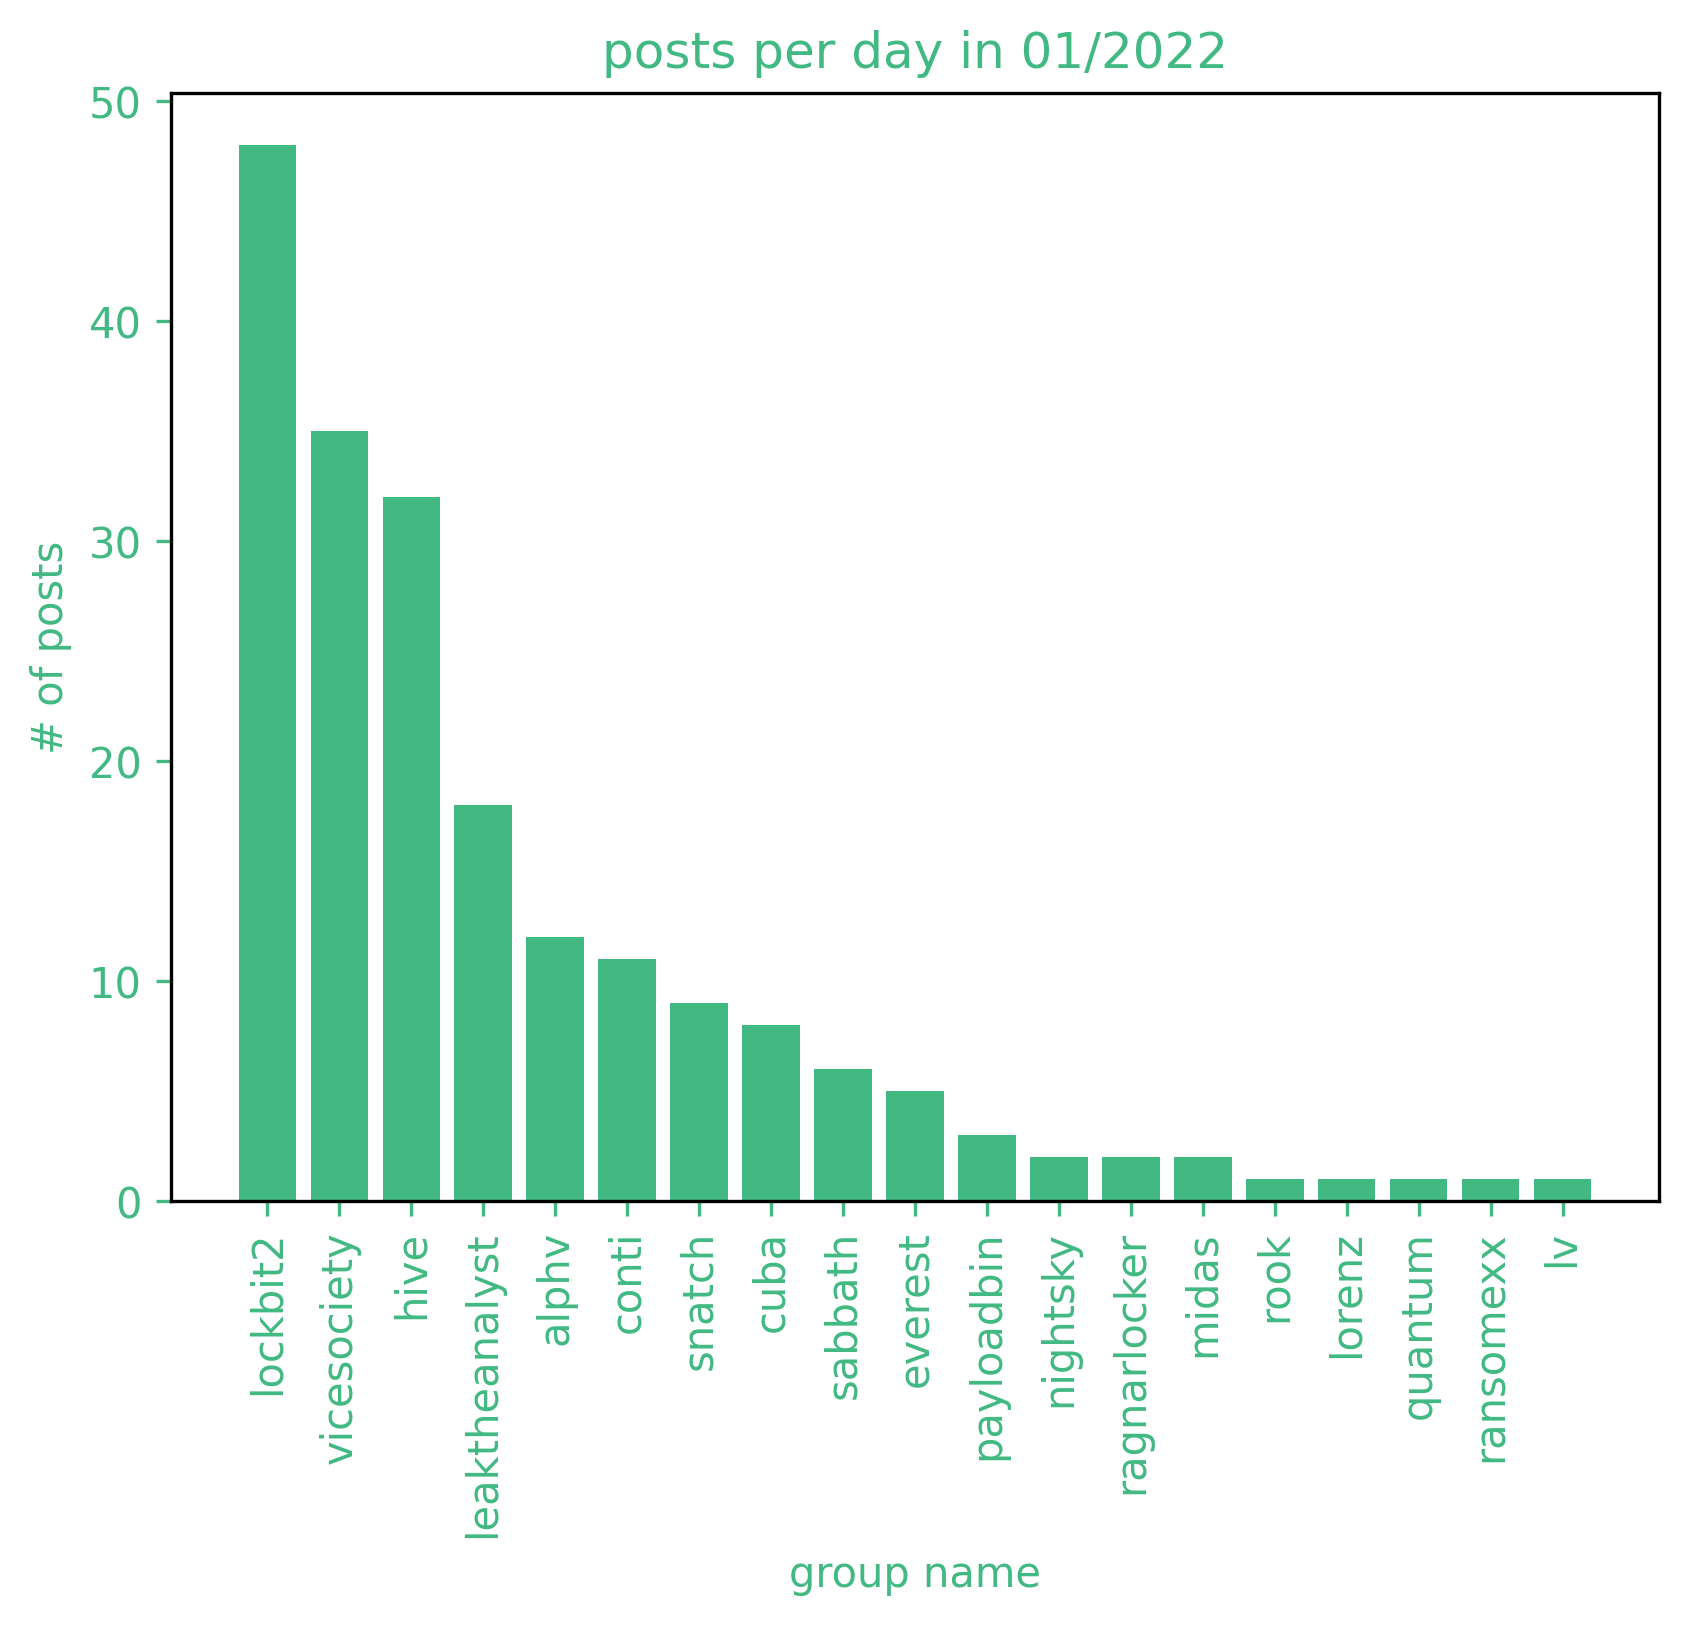 posts per day in 01/2022
50
40
30
20
10
0
# of posts
lockbit2
vicesociety
hive
leaktheanalyst
alphv
conti
snatch
cuba
sabbath
everest
payloadbin
nightsky
ragnarlocker
midas
rook
lorenz
quantum
ransomexx
lv
group name